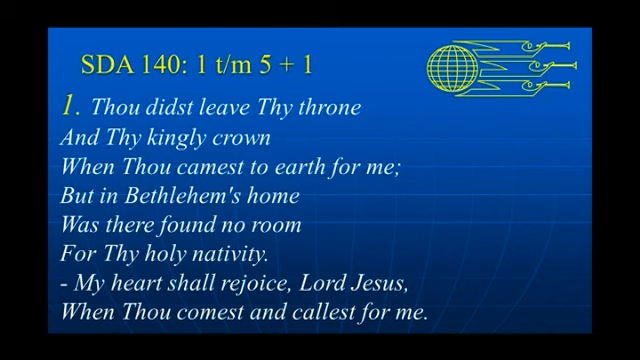 SDA 140: 1 t/m 5 + 1
1. Thou didst leave Thy throne
And Thy kingly crown
When Thou camest to earth for me;
But in Bethlehem's home
Was there found no room
For Thy holy nativity.
- My heart shall rejoice, Lord Jesus,
When Thou comest and callest for me.